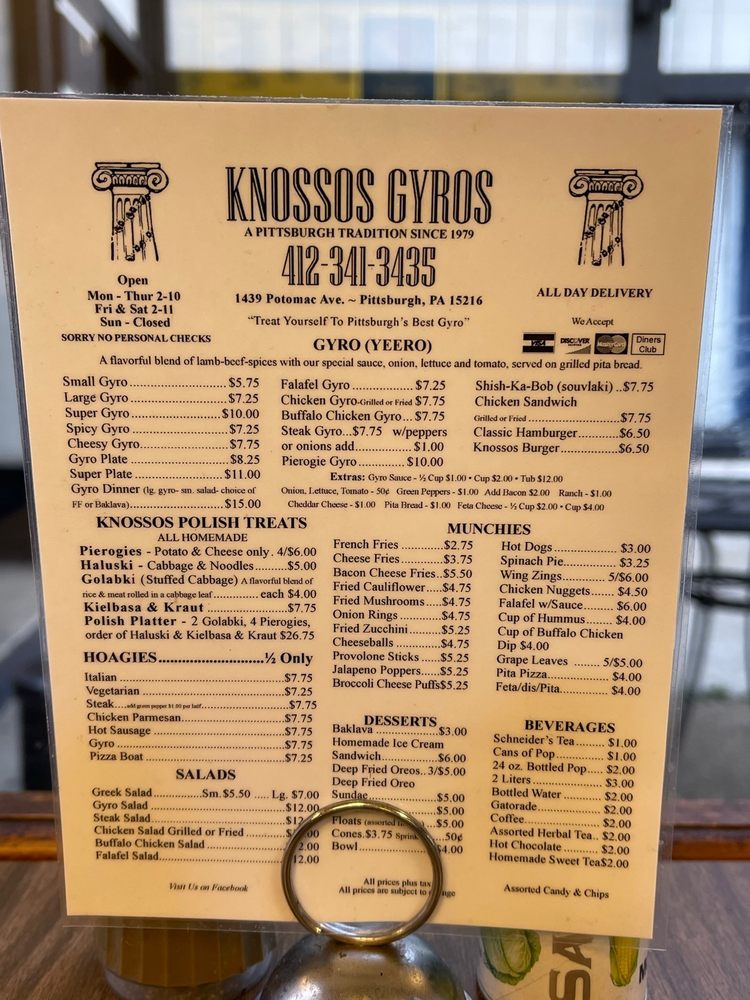 KNOSSOS GYROS
A PITTSBURGH TRADITION SINCE 1979
412-341-3435
1439 Potomac Ave. ~ Pittsburgh, PA 15216
"Treat Yourself To Pittsburgh's Best Gyro"
Open
Mon - Thur 2-10
Fri & Sat 2-11
Sun - Closed
SORRY NO PERSONAL CHECKS
ALL DAY DELIVERY
We Accept
VISA DISCOVER MasterCard Diners Club
GYRO (YEERO)
A flavorful blend of lamb-beef-spices with our special sauce, onion, lettuce and tomato, served on grilled pita bread.
Small Gyro.....$5.75
Large Gyro.....$7.25
Super Gyro.....$10.00
Spicy Gyro.....$7.25
Cheesy Gyro.....$7.75
Gyro Plate.....$8.25
Super Plate.....$11.00
Gyro Dinner (lg. gyro- sm. salad- choice of
FF or Baklava).....$15.00
Falafel Gyro.....$7.25
Chicken Gyro-Grilled or Fried $7.75
Buffalo Chicken Gyro...$7.75
Steak Gyro...$7.75 w/peppers
or onions add.....$1.00
Pierogie Gyro.....$10.00
Shish-Ka-Bob (souvlaki)..$7.75
Chicken Sandwich
Grilled or Fried.....$7.75
Classic Hamburger.....$6.50
Knossos Burger.....$6.50
Extras: Gyro Sauce - ½ Cup $1.00 • Cup $2.00 • Tub $12.00
Onion, Lettuce, Tomato - 50¢ Green Peppers - $1.00 Add Bacon $2.00 Ranch - $1.00
Cheddar Cheese - $1.00 Pita Bread - $1.00 Feta Cheese - ½ Cup $2.00 • Cup $4.00
KNOSSOS POLISH TREATS
ALL HOMEMADE
Pierogies - Potato & Cheese only. 4/$6.00
Haluski - Cabbage & Noodles.....$5.00
Golabki (Stuffed Cabbage) A flavorful blend of
rice & meat rolled in a cabbage leaf.....each $4.00
Kielbasa & Kraut.....$7.75
Polish Platter - 2 Golabki, 4 Pierogies,
order of Haluski & Kielbasa & Kraut $26.75
HOAGIES.....½ Only
Italian.....$7.75
Vegetarian.....$7.25
Steak....add green pepper $1.00 per half.....$7.75
Chicken Parmesan.....$7.75
Hot Sausage.....$7.75
Gyro.....$7.75
Pizza Boat.....$7.25
SALADS
Greek Salad.....Sm. $5.50 ..... Lg. $7.00
Gyro Salad.....$12.00
Steak Salad.....$12
Chicken Salad Grilled or Fried.....$
Buffalo Chicken Salad.....2.00
Falafel Salad.....12.00
Visit Us on Facebook
MUNCHIES
French Fries.....$2.75
Cheese Fries.....$3.75
Bacon Cheese Fries..$5.50
Fried Cauliflower.....$4.75
Fried Mushrooms.....$4.75
Onion Rings.....$4.75
Fried Zucchini.....$5.25
Cheeseballs.....$4.75
Provolone Sticks.....$5.25
Jalapeno Poppers.....$5.25
Broccoli Cheese Puffs$5.25
Hot Dogs.....$3.00
Spinach Pie.....$3.25
Wing Zings.....5/$6.00
Chicken Nuggets.....$4.50
Falafel w/Sauce.....$6.00
Cup of Hummus.....$4.00
Cup of Buffalo Chicken
Dip $4.00
Grape Leaves.....5/$5.00
Pita Pizza.....$4.00
Feta/dis/Pita.....$4.00
DESSERTS
Baklava.....$3.00
Homemade Ice Cream
Sandwich.....$6.00
Deep Fried Oreos..3/$5.00
Deep Fried Oreo
Sundae.....$5.00
$5.00
Floats (assorted.....$5.00
Cones.$3.75 Sprink.....50¢
Bowl.....$4.00
All prices plus tax
All prices are subject to
BEVERAGES
Schneider's Tea.....$1.00
Cans of Pop.....$1.00
24 oz. Bottled Pop.....$2.00
2 Liters.....$3.00
Bottled Water.....$2.00
Gatorade.....$2.00
Coffee.....$2.00
Assorted Herbal Tea..$2.00
Hot Chocolate.....$2.00
Homemade Sweet Tea$2.00
Assorted Candy & Chips